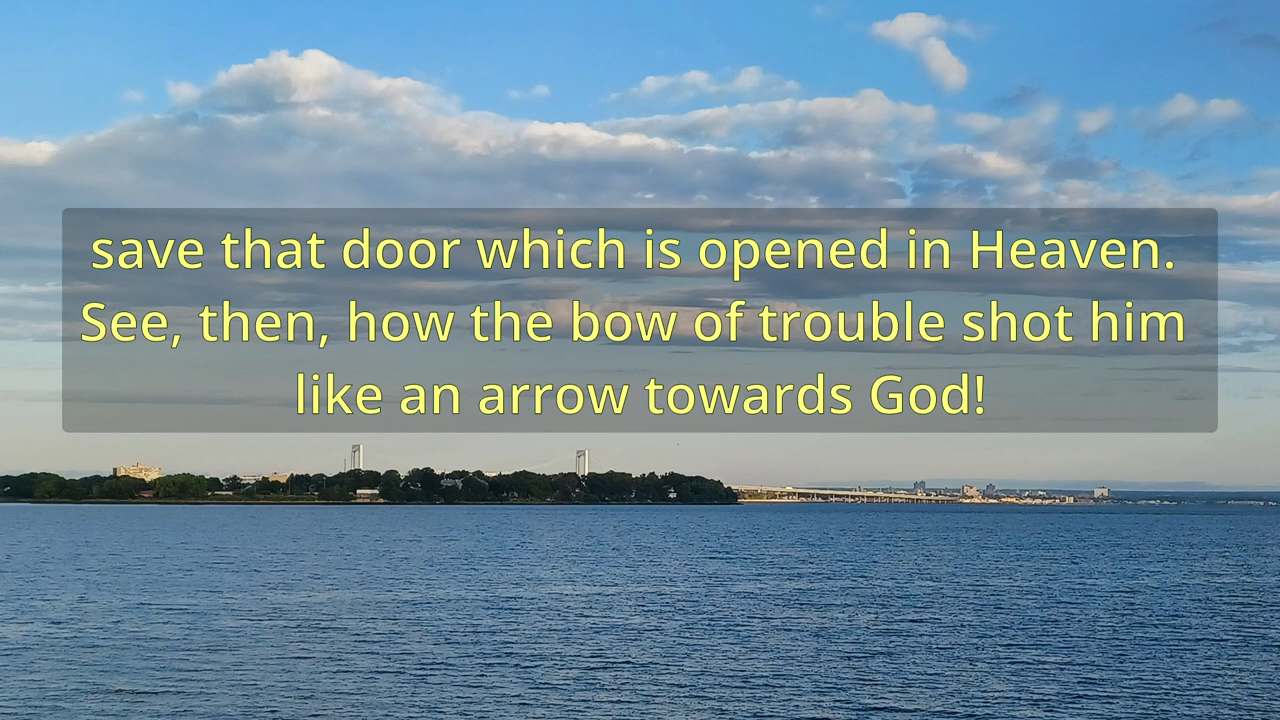 save that door which is opened in Heaven.
See, then, how the bow of trouble shot him
like an arrow towards God!